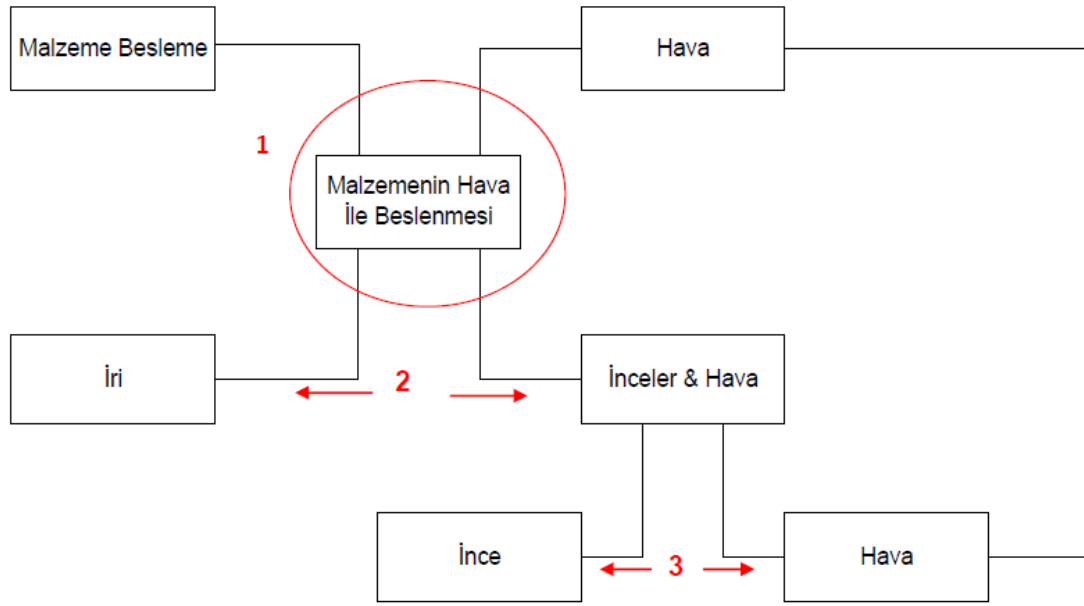 Malzeme Besleme
Hava
1
Malzemenin Hava
İle Beslenmesi
İri
2
İnceler & Hava
İnce
3
Hava